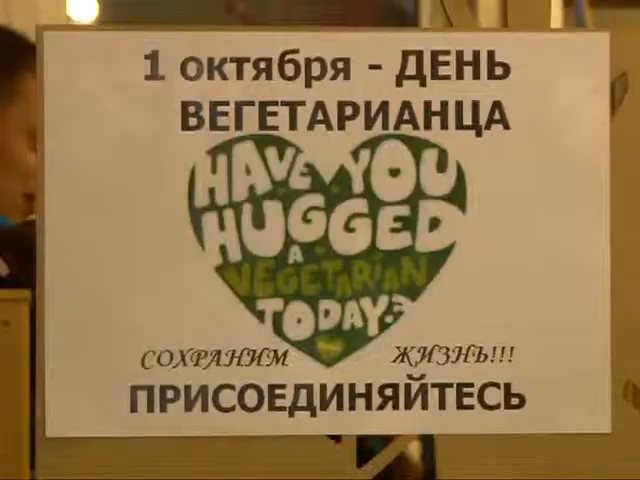 1 октября - ДЕНЬ
ВЕГЕТАРИАНЦА
HAVE YOU
HUGGED
A
VEGETARIAN
TODAY?
СОХРАНИМ ЖИЗНЬ!!!
ПРИСОЕДИНЯЙТЕСЬ